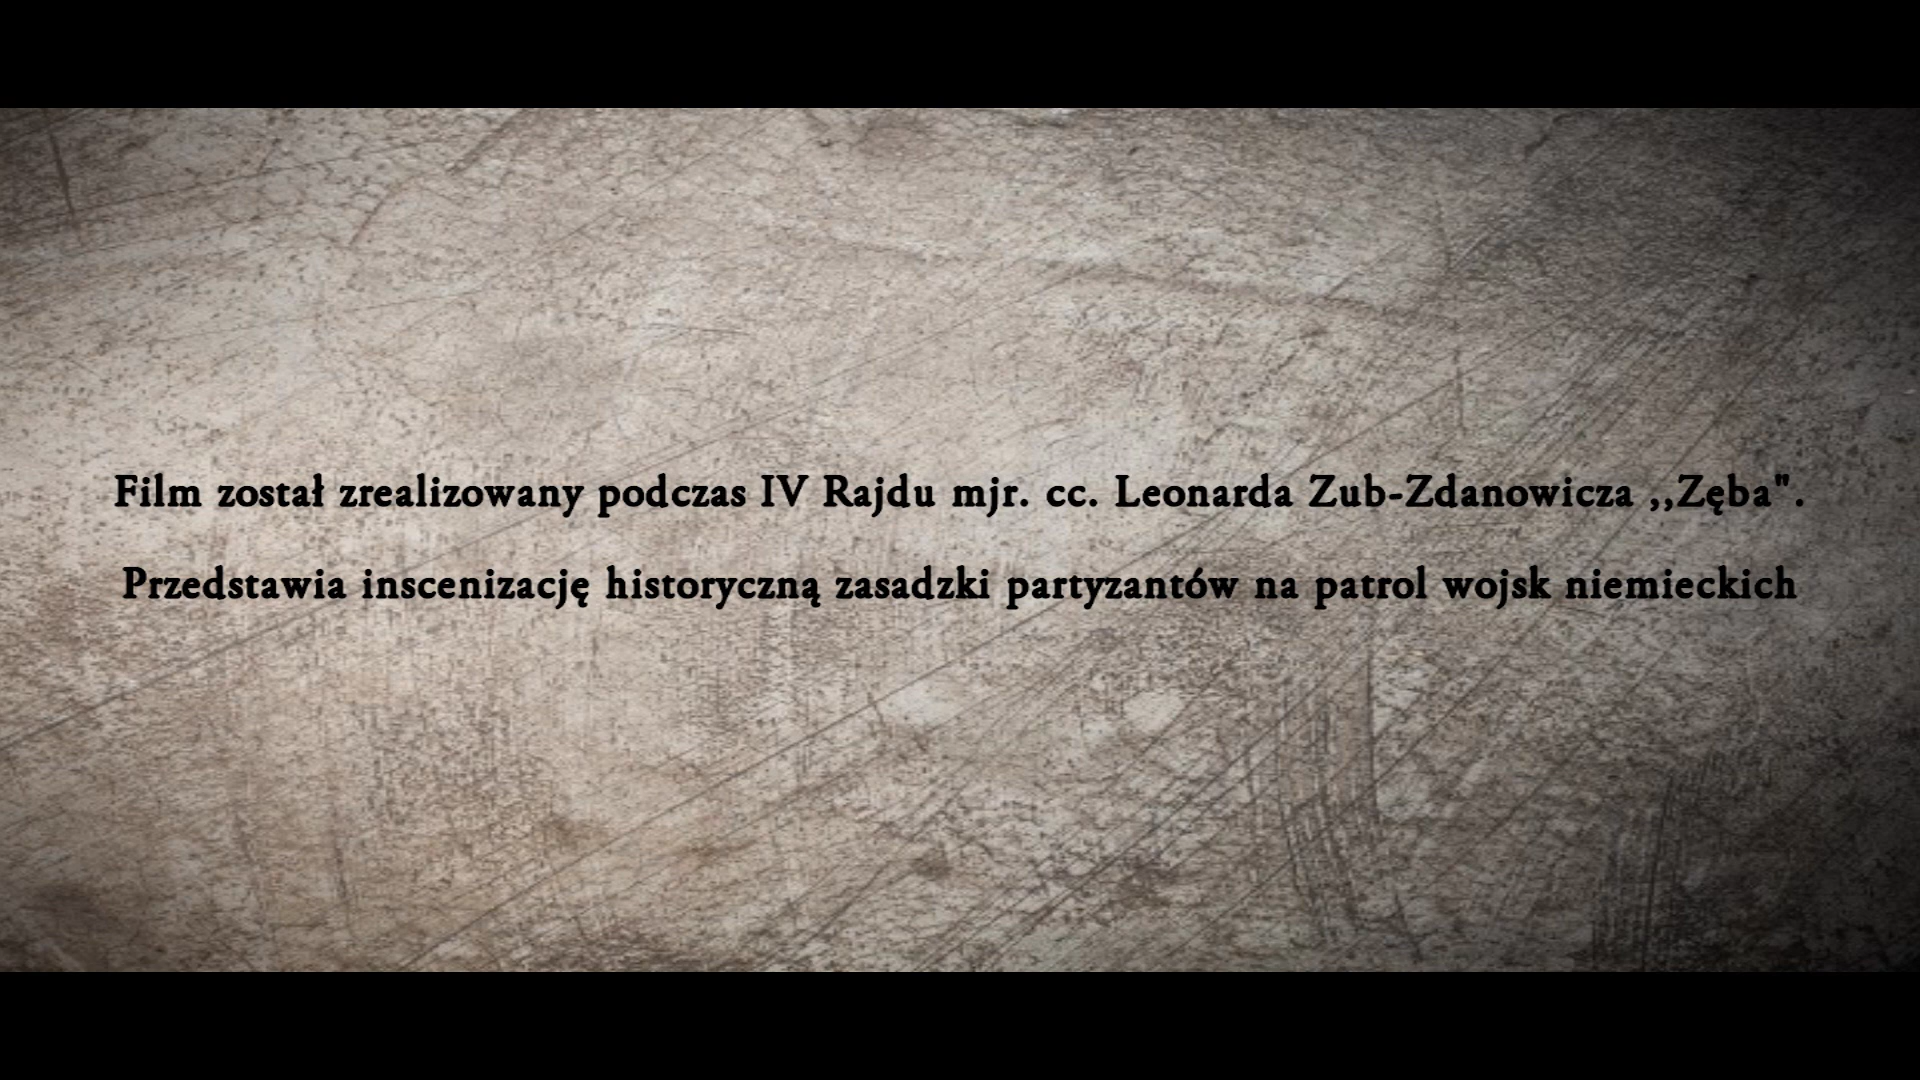 Film został zrealizowany podczas IV Rajdu mjr. cc. Leonarda Zub-Zdanowicza ,,Zęba".
Przedstawia inscenizację historyczną zasadzki partyzantów na patrol wojsk niemieckich